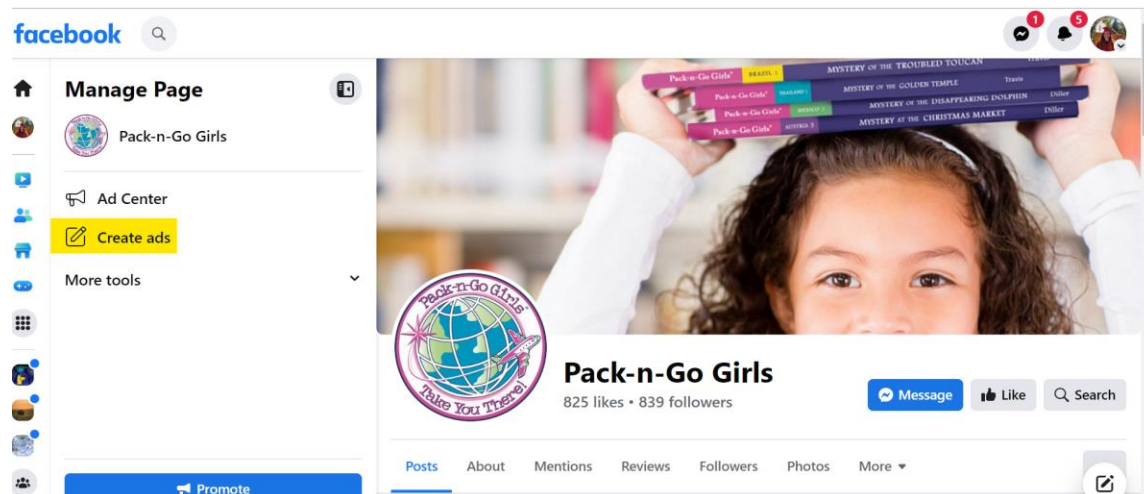 facebook
1
5
Manage Page
Pack-n-Go Girls
Ad Center
Create ads
More tools
Promote
Pack-n-Go Girls® BRAZIL 1 MYSTERY OF THE TROUBLED TOUCAN Travis
Pack-n-Go Girls® THAILAND 1 MYSTERY OF THE GOLDEN TEMPLE Travis
Pack-n-Go Girls® MYSTERY OF THE DISAPPEARING DOLPHIN Diller
Pack-n-Go Girls® AUSTRIA 3 MYSTERY AT THE CHRISTMAS MARKET Diller
Pack-n-Go Girls®
Take You There!
Pack-n-Go Girls
825 likes • 839 followers
Message
Like
Search
Posts About Mentions Reviews Followers Photos More